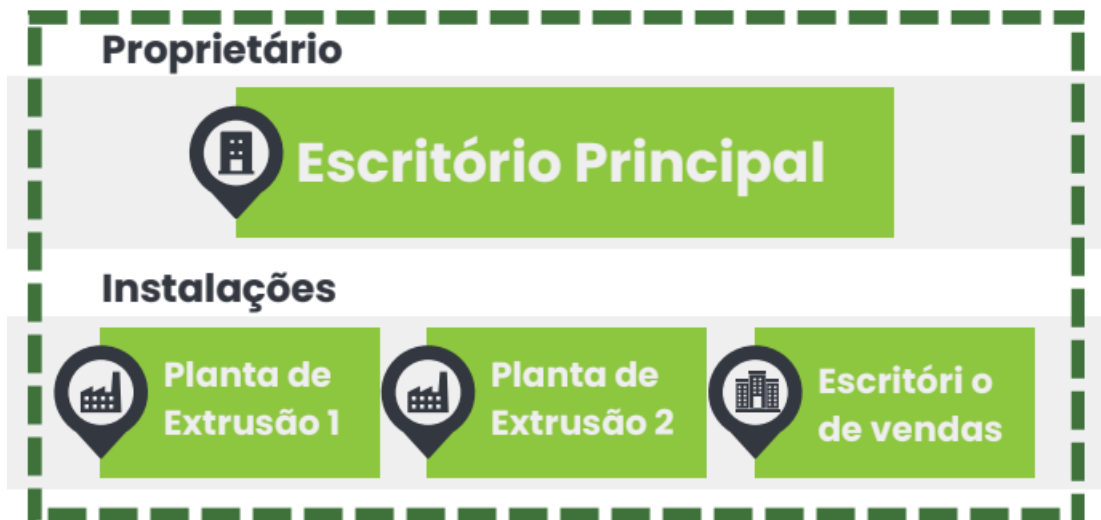 Proprietário
Escritório Principal
Instalações
Planta de
Extrusão 1
Planta de
Extrusão 2
Escritóri o
de vendas